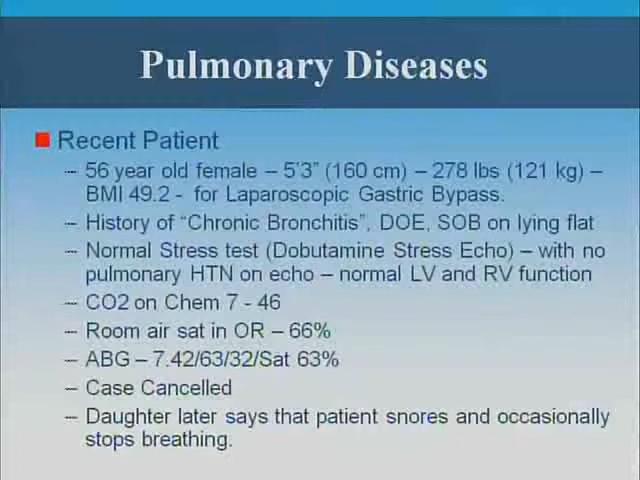 Pulmonary Diseases
Recent Patient
– 56 year old female – 5'3" (160 cm) – 278 lbs (121 kg) –
BMI 49.2 - for Laparoscopic Gastric Bypass.
– History of "Chronic Bronchitis", DOE, SOB on lying flat
– Normal Stress test (Dobutamine Stress Echo) – with no
pulmonary HTN on echo – normal LV and RV function
– CO2 on Chem 7 - 46
– Room air sat in OR – 66%
– ABG – 7.42/63/32/Sat 63%
– Case Cancelled
– Daughter later says that patient snores and occasionally
stops breathing.